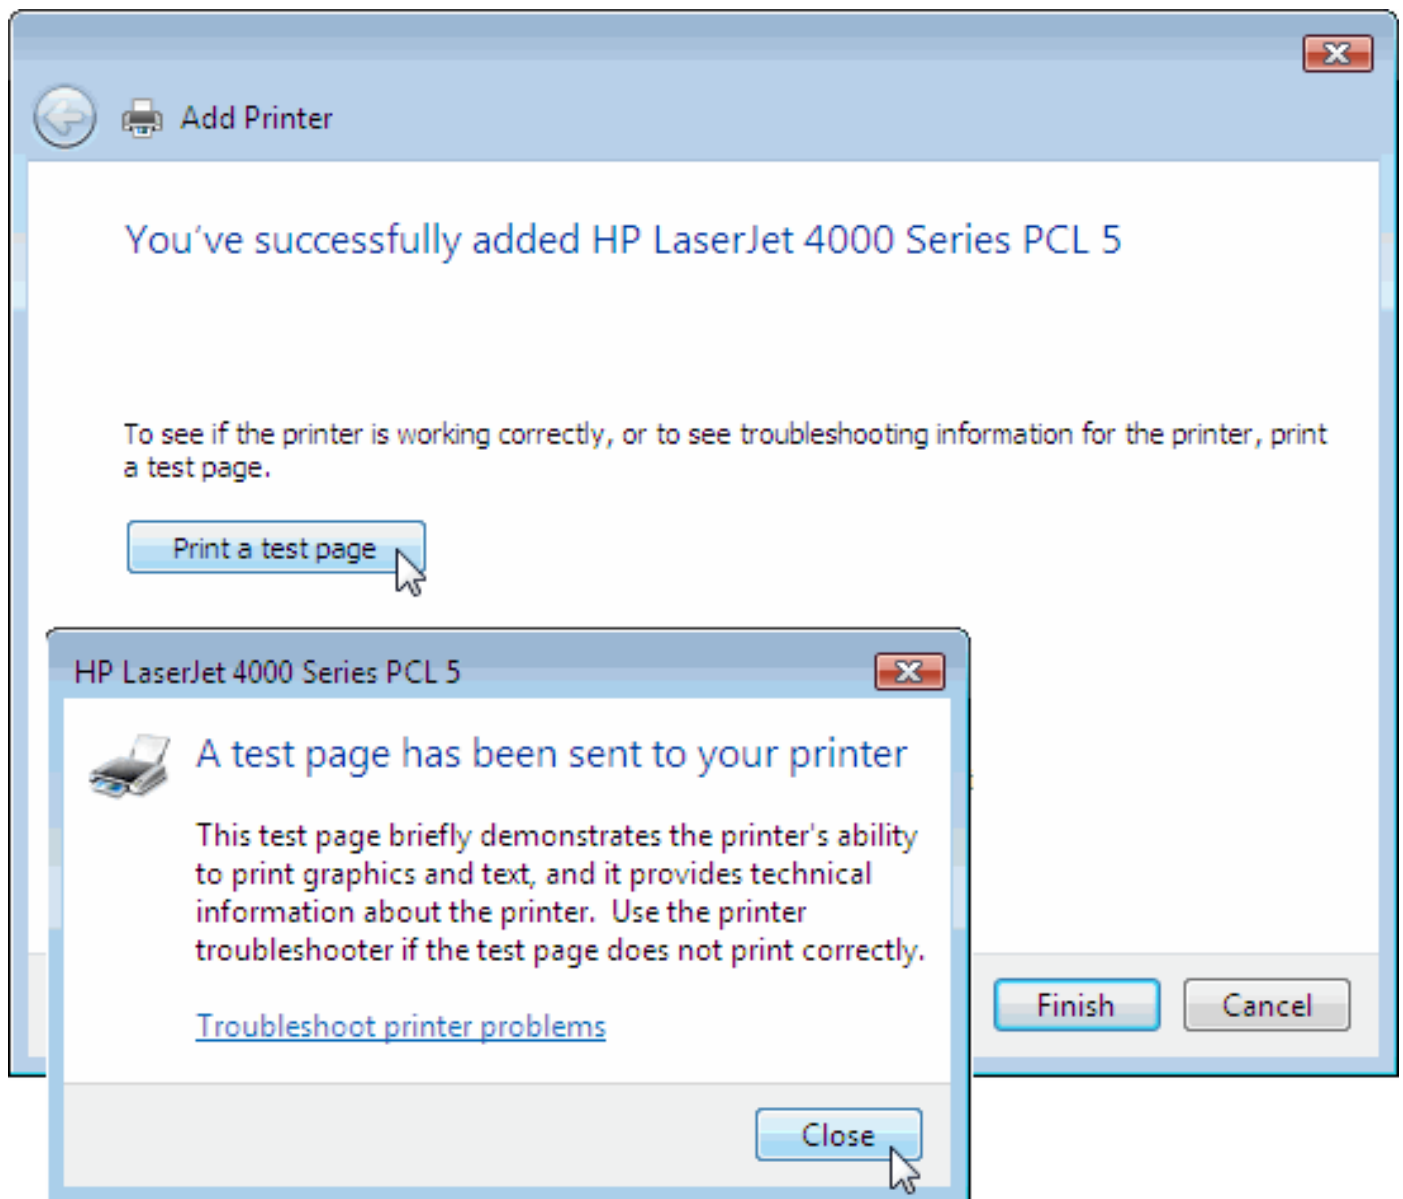 Add Printer
You've successfully added HP LaserJet 4000 Series PCL 5
To see if the printer is working correctly, or to see troubleshooting information for the printer, print
a test page.
Print a test page
HP LaserJet 4000 Series PCL 5
A test page has been sent to your printer
This test page briefly demonstrates the printer's ability
to print graphics and text, and it provides technical
information about the printer.  Use the printer
troubleshooter if the test page does not print correctly.
Troubleshoot printer problems
Finish
Cancel
Close